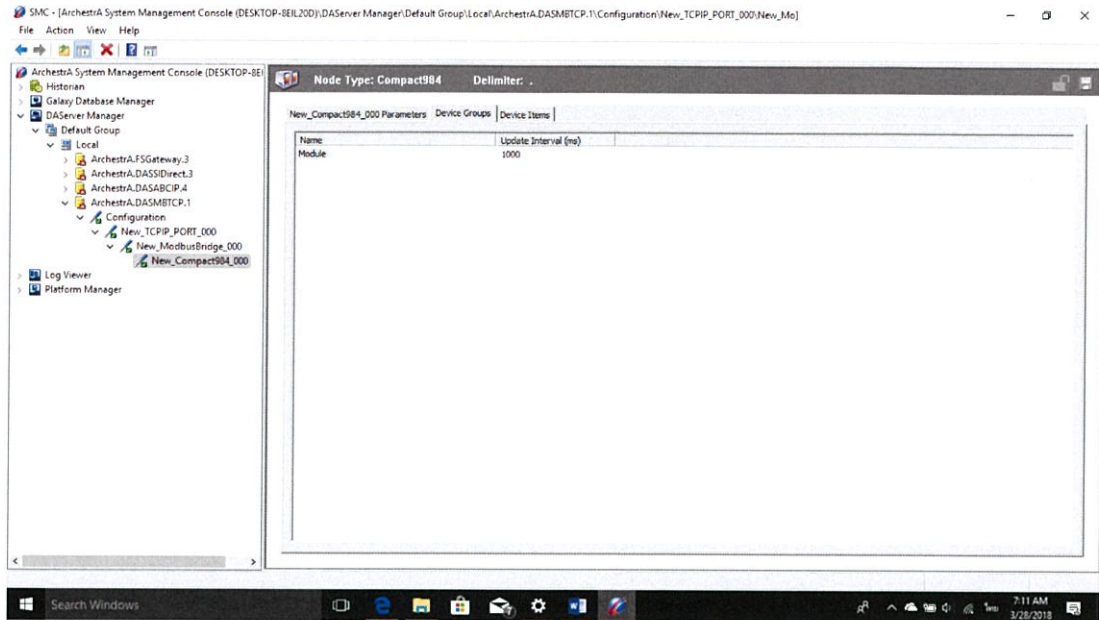 SMC - [ArchestrA System Management Console (DESKTOP-8EIL20D)\DAServer Manager\Default Group\Local\ArchestrA.DASMBTCP.1\Configuration\New_TCPIP_PORT_000\New_Mo]
File Action View Help
ArchestrA System Management Console (DESKTOP-8EI
Historian
Galaxy Database Manager
DAServer Manager
Default Group
Local
ArchestrA.FSGateway.3
ArchestrA.DASSIDirect.3
ArchestrA.DASABCIP.4
ArchestrA.DASMBTCP.1
Configuration
New_TCPIP_PORT_000
New_ModbusBridge_000
New_Compact984_000
Log Viewer
Platform Manager
Node Type: Compact984 Delimiter: .
New_Compact984_000 Parameters Device Groups Device Items
Name Update Interval (ms)
Module 1000
Search Windows
ไทย
7:11 AM
3/28/2018